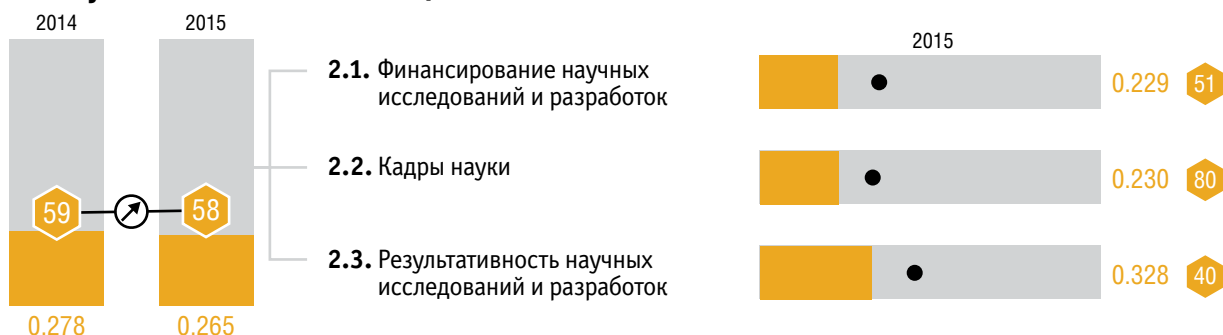 2014
2015
59
58
0.278
0.265
2.1. Финансирование научных
исследований и разработок
2.2. Кадры науки
2.3. Результативность научных
исследований и разработок
2015
0.229
51
0.230
80
0.328
40